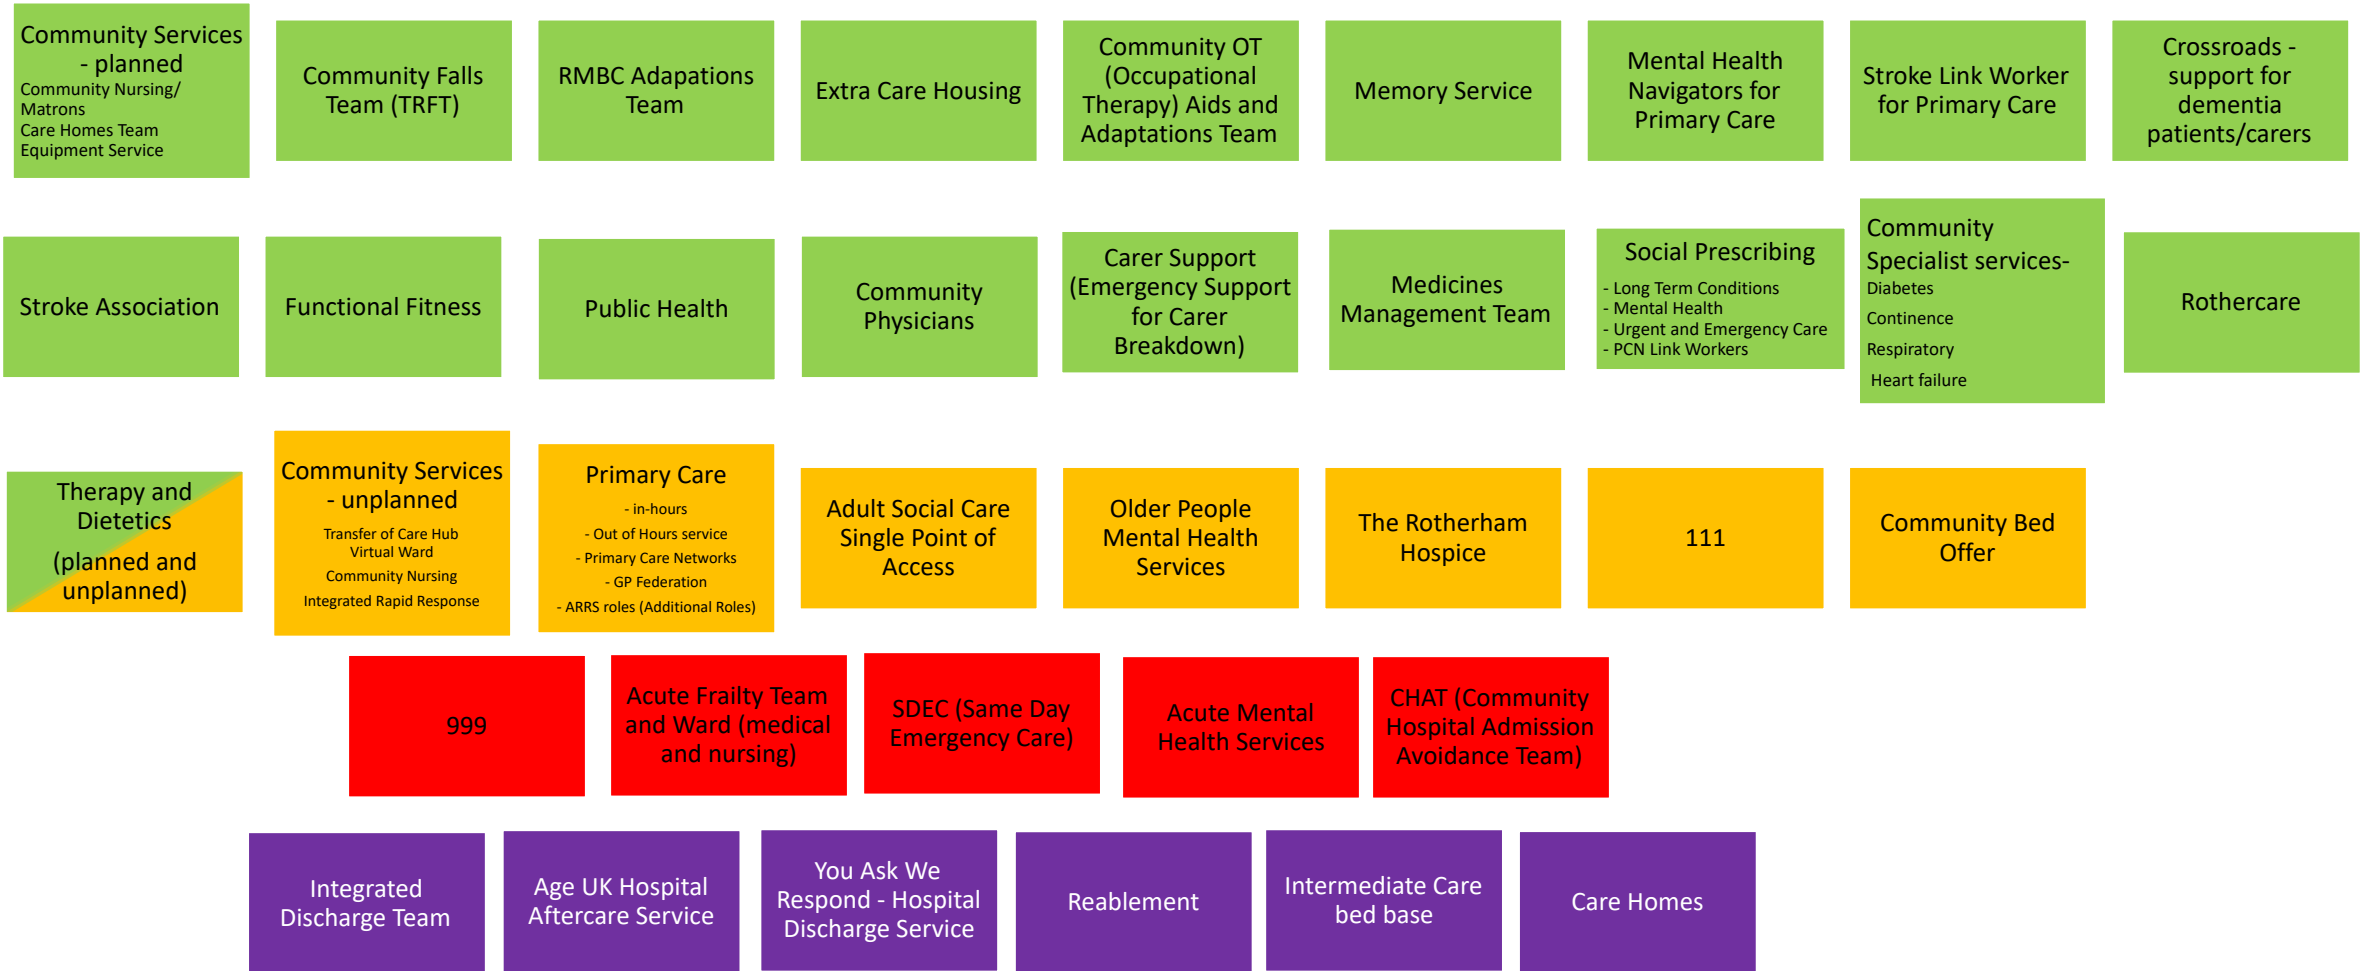 Community Services
- planned
Community Nursing/
Matrons
Care Homes Team
Equipment Service
Community Falls
Team (TRFT)
RMBC Adapations
Team
Extra Care Housing
Community OT
(Occupational
Therapy) Aids and
Adaptations Team
Memory Service
Mental Health
Navigators for
Primary Care
Stroke Link Worker
for Primary Care
Crossroads -
support for
dementia
patients/carers
Stroke Association
Functional Fitness
Public Health
Community
Physicians
Carer Support
(Emergency Support
for Carer
Breakdown)
Medicines
Management Team
Social Prescribing
- Long Term Conditions
- Mental Health
- Urgent and Emergency Care
- PCN Link Workers
Community
Specialist services-
Diabetes
Continence
Respiratory
Heart failure
Rothercare
Therapy and
Dietetics
(planned and
unplanned)
Community Services
- unplanned
Transfer of Care Hub
Virtual Ward
Community Nursing
Integrated Rapid Response
Primary Care
- in-hours
- Out of Hours service
- Primary Care Networks
- GP Federation
- ARRS roles (Additional Roles)
Adult Social Care
Single Point of
Access
Older People
Mental Health
Services
The Rotherham
Hospice
111
Community Bed
Offer
999
Acute Frailty Team
and Ward (medical
and nursing)
SDEC (Same Day
Emergency Care)
Acute Mental
Health Services
CHAT (Community
Hospital Admission
Avoidance Team)
Integrated
Discharge Team
Age UK Hospital
Aftercare Service
You Ask We
Respond - Hospital
Discharge Service
Reablement
Intermediate Care
bed base
Care Homes